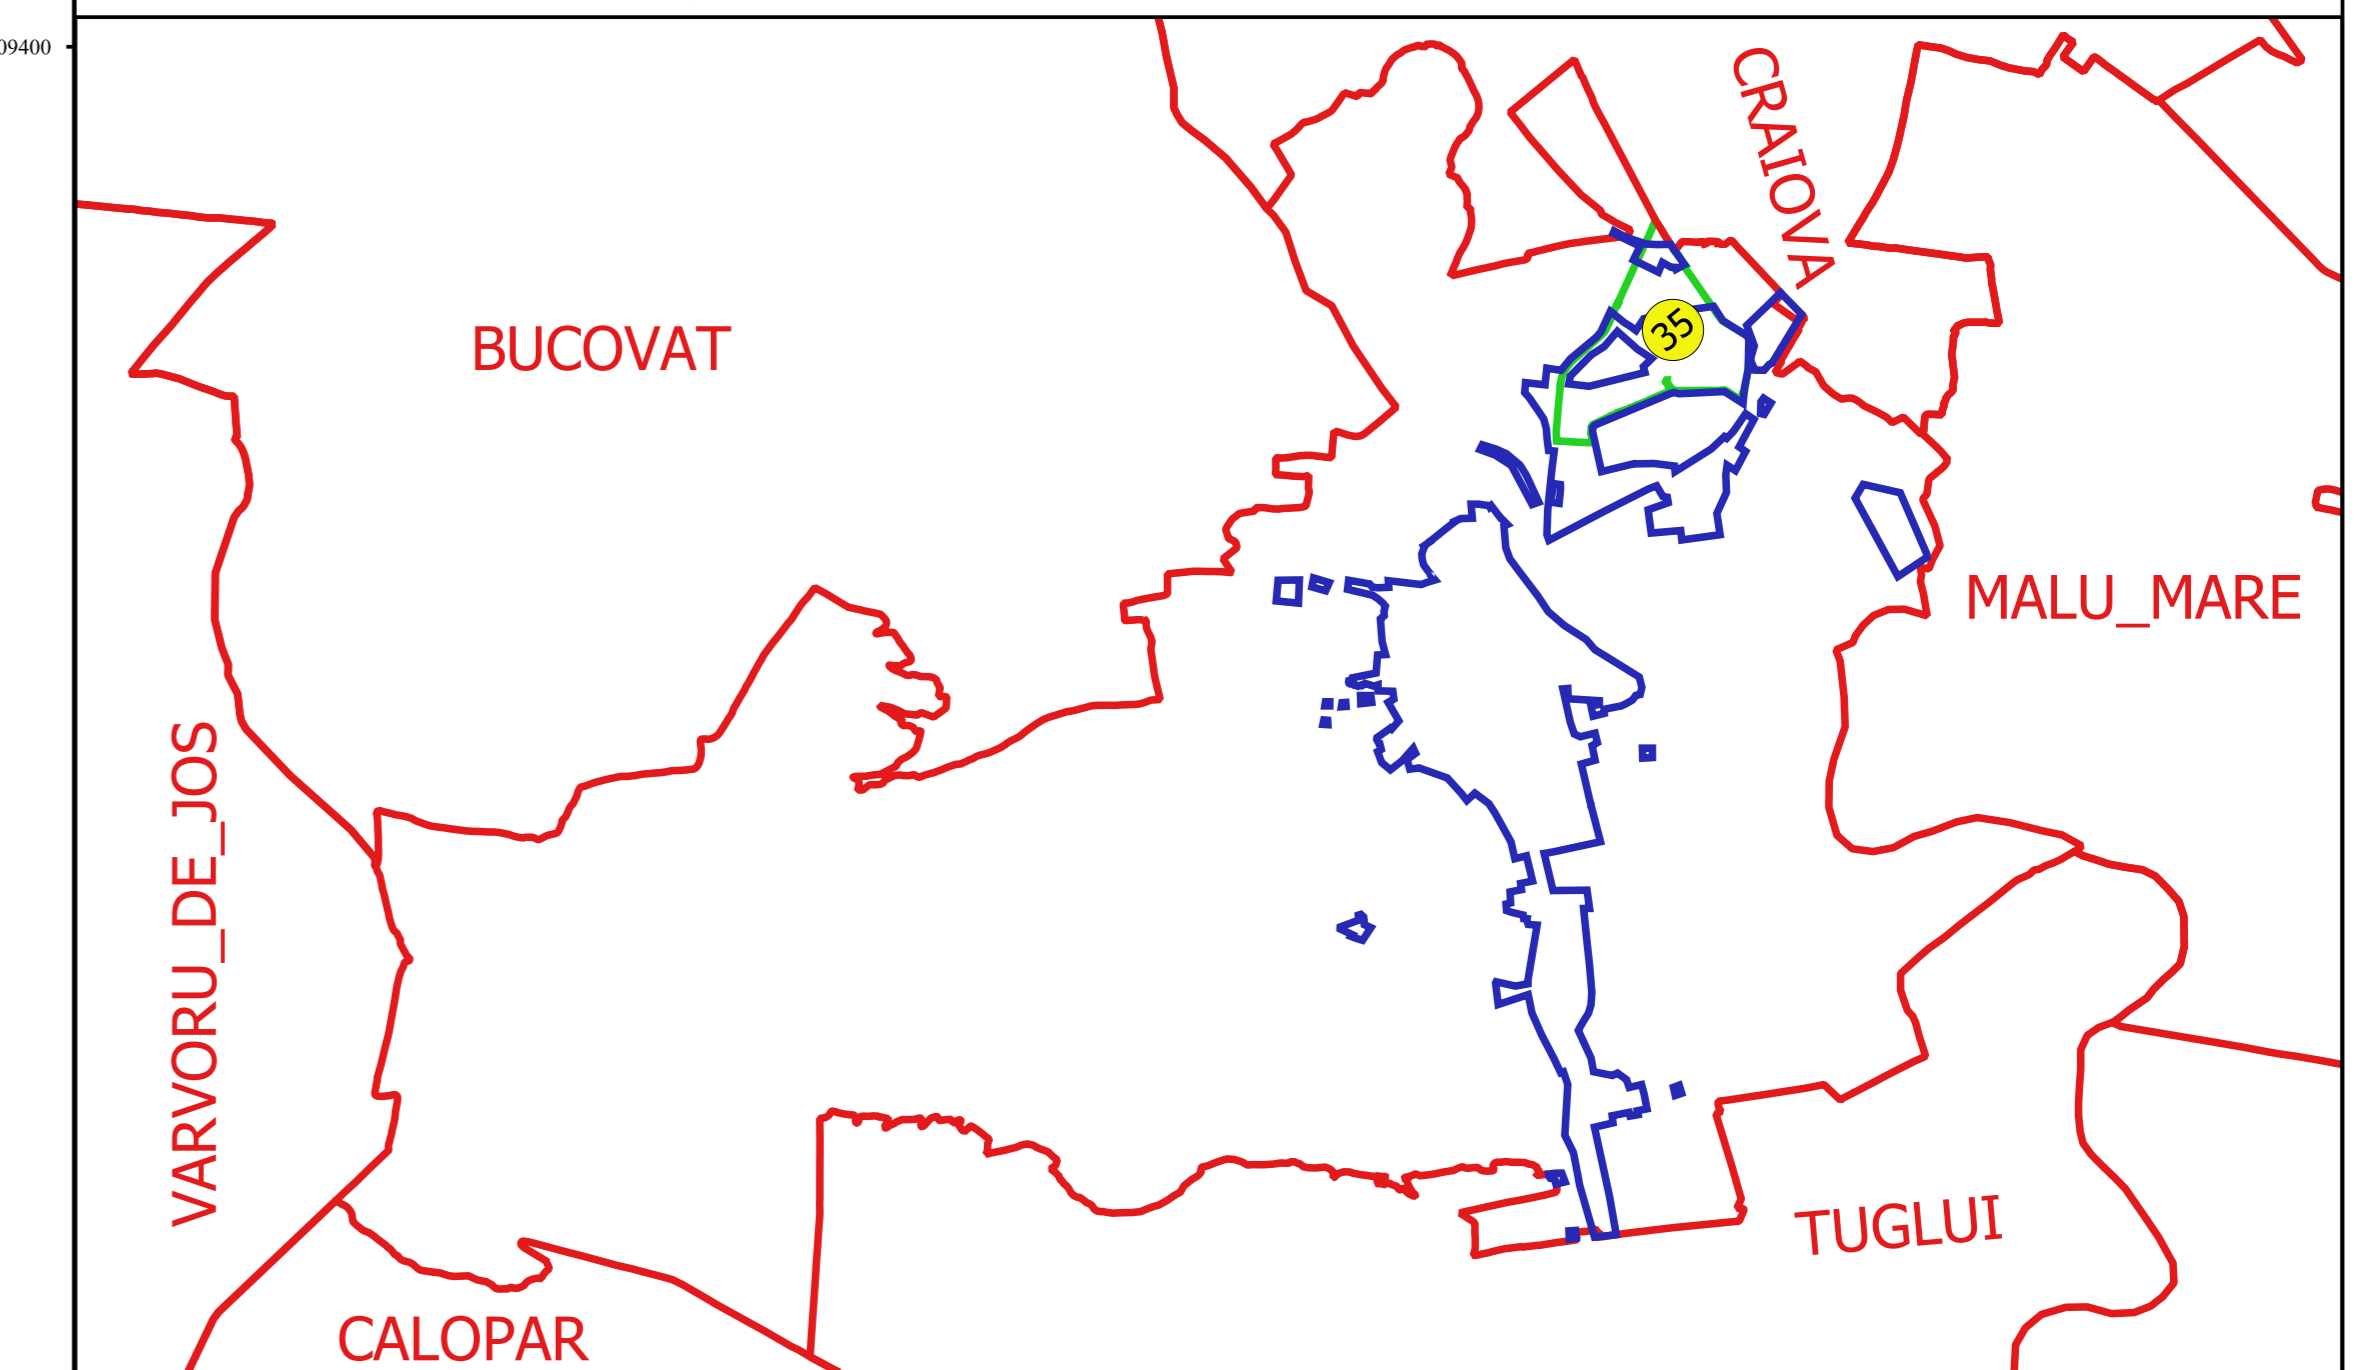 09400
CRAIOVA
35
BUCOVAT
MALU_MARE
VARVORU_DE_JOS
TUGLUI
CALOPAR